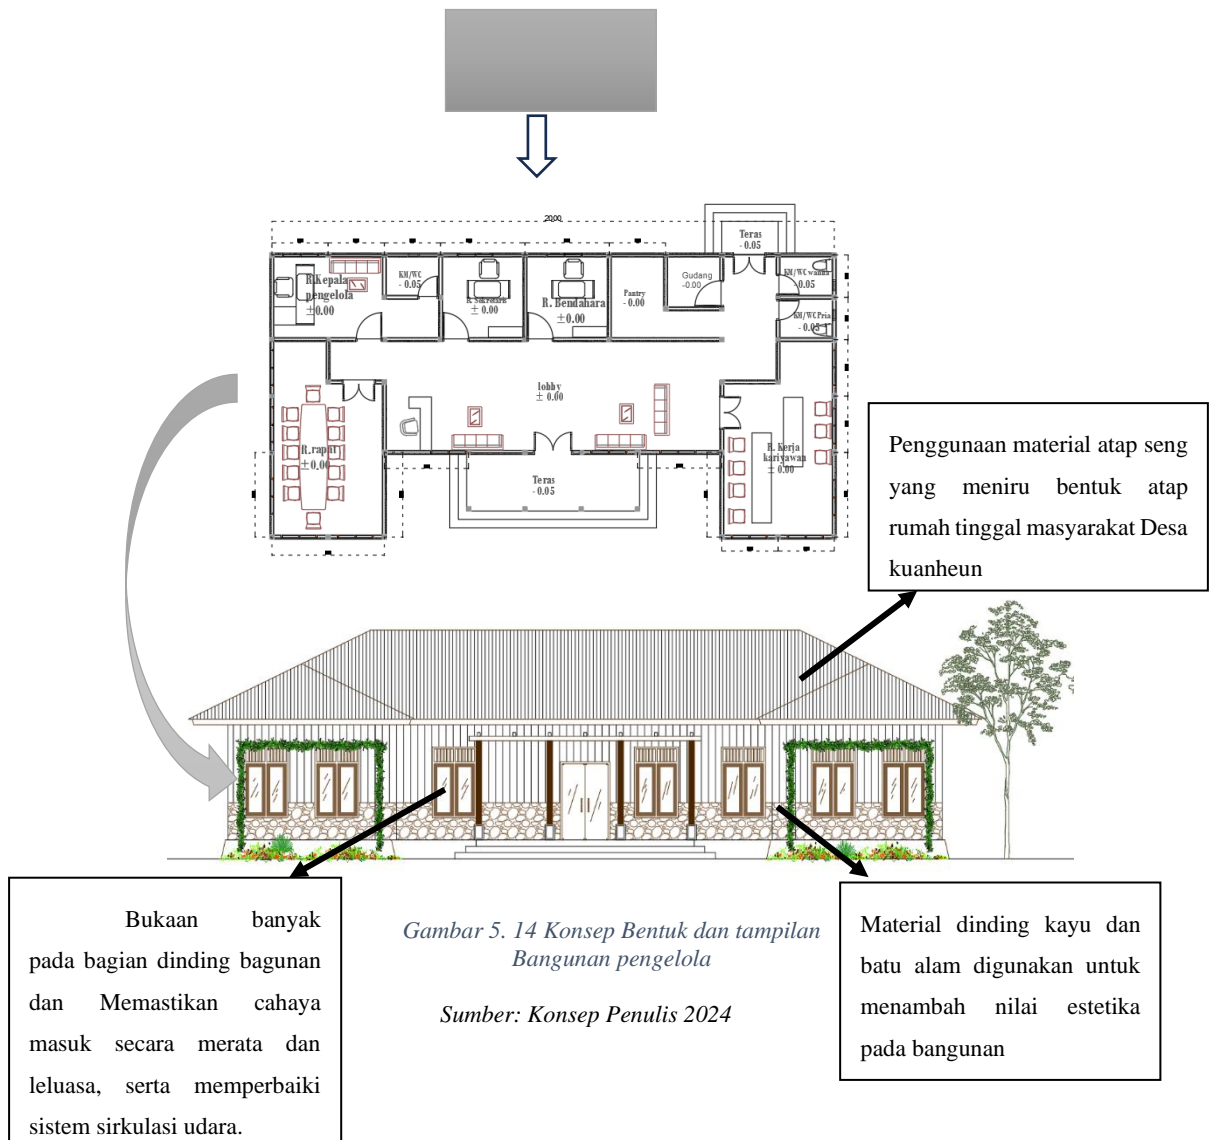 2000
Teras
- 0.05
R.Kepala
pengelola
±0.00
KM/WC
- 0.05
R. Sekretaris
± 0.00
R. Bendahara
±0.00
Pantry
- 0.00
Gudang
-0.00
KM/WC wanita
- 0.05
KM/WC Pria
- 0.05
lobby
± 0.00
R.rapat
±0.00
R. Kerja
kariyawan
± 0.00
Teras
- 0.05
Penggunaan material atap seng
yang meniru bentuk atap
rumah tinggal masyarakat Desa
kuanheun
Bukaan banyak
pada bagian dinding bagunan
dan Memastikan cahaya
masuk secara merata dan
leluasa, serta memperbaiki
sistem sirkulasi udara.
Gambar 5. 14 Konsep Bentuk dan tampilan
Bangunan pengelola
Sumber: Konsep Penulis 2024
Material dinding kayu dan
batu alam digunakan untuk
menambah nilai estetika
pada bangunan